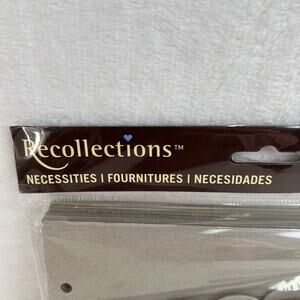 Recollections™
NECESSITIES | FOURNITURES | NECESIDADES